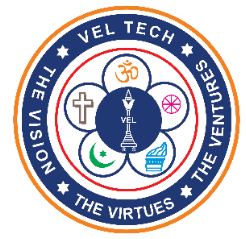 VEL TECH
THE VISION
THE VIRTUES
THE VENTURES
ॐ
VEL